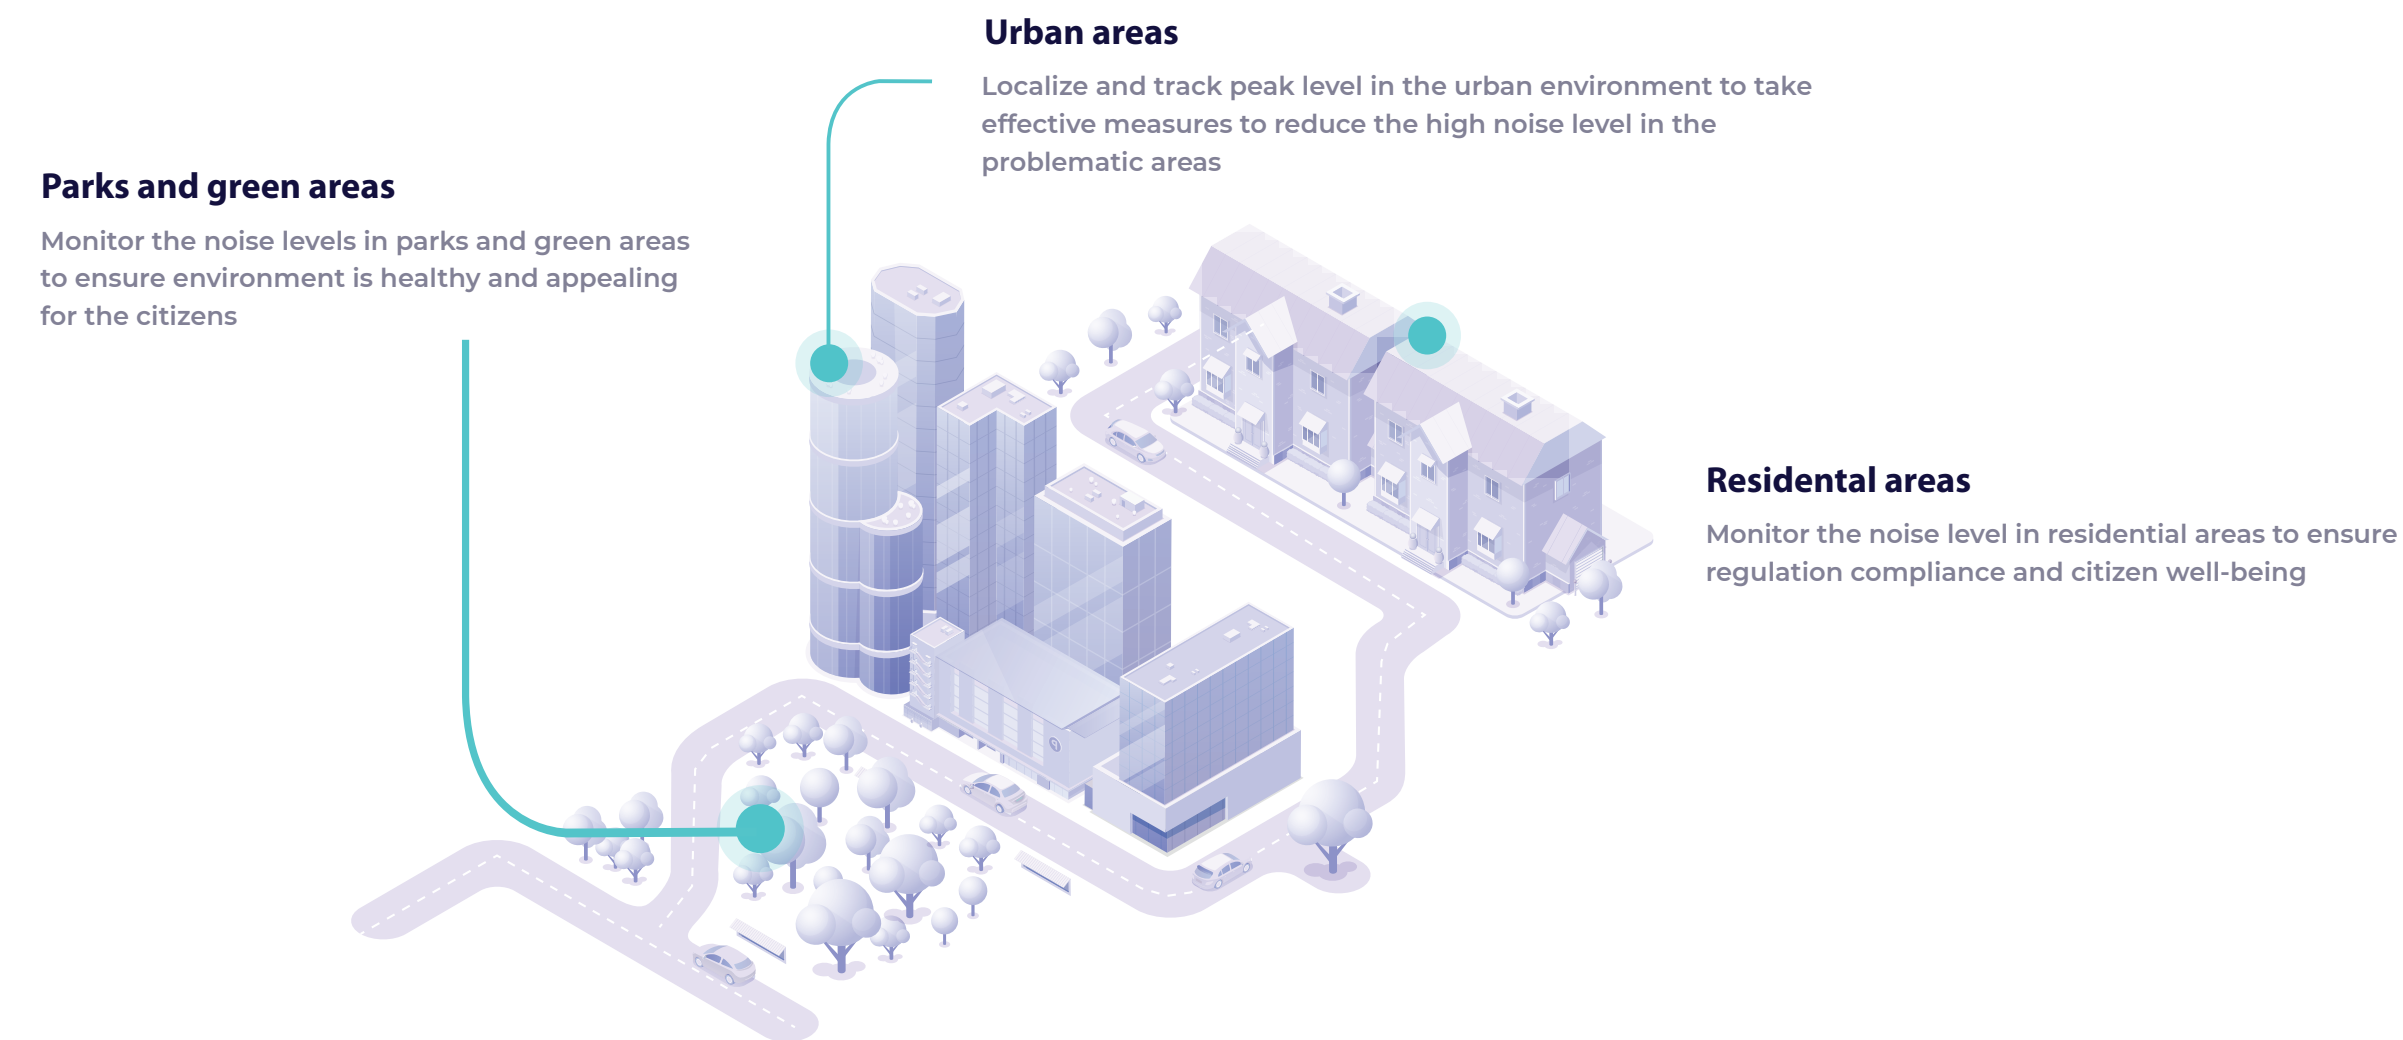 Urban areas
Localize and track peak level in the urban environment to take
effective measures to reduce the high noise level in the
problematic areas
Parks and green areas
Monitor the noise levels in parks and green areas
to ensure environment is healthy and appealing
for the citizens
Residental areas
Monitor the noise level in residential areas to ensure
regulation compliance and citizen well-being